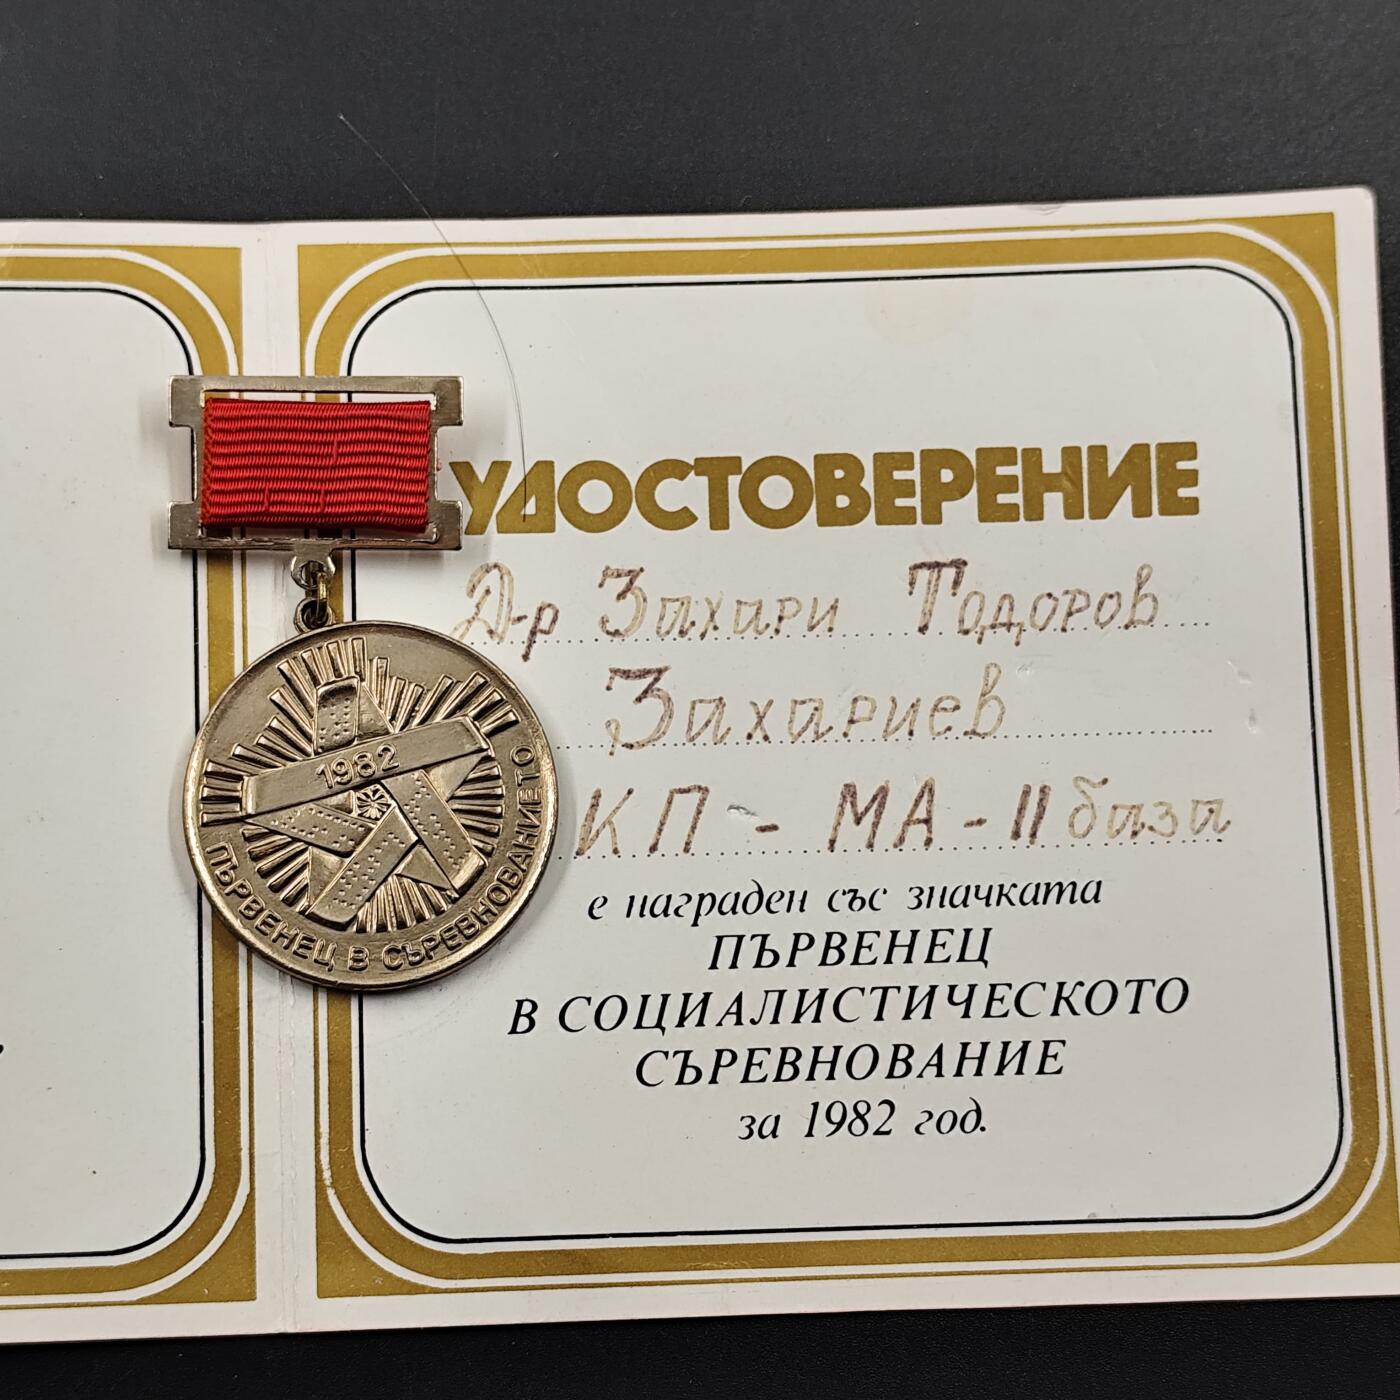 УДОСТОВЕРЕНИЕ
Д-р Захари Тодоров
Захариев
КП - МА - II база
е награден със значката
ПЪРВЕНЕЦ
В СОЦИАЛИСТИЧЕСКОТО
СЪРЕВНОВАНИЕ
за 1982 год.
1982
ПЪРВЕНЕЦ В СЪРЕВНОВАНИЕТО